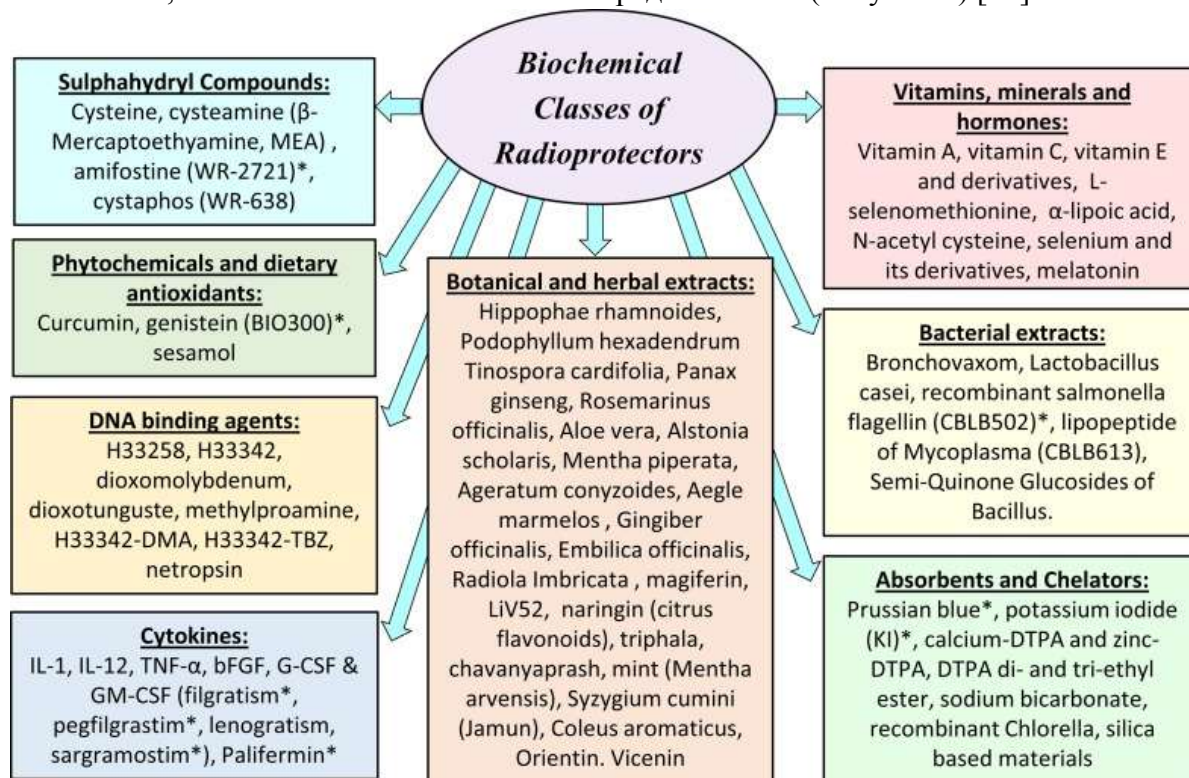 Biochemical
Classes of
Radioprotectors
Sulphahydryl Compounds:
Cysteine, cysteamine (β-
Mercaptoethyamine, MEA) ,
amifostine (WR-2721)*,
cystaphos (WR-638)
Phytochemicals and dietary
antioxidants:
Curcumin, genistein (BIO300)*,
sesamol
DNA binding agents:
H33258, H33342,
dioxomolybdenum,
dioxotunguste, methylproamine,
H33342-DMA, H33342-TBZ,
netropsin
Cytokines:
IL-1, IL-12, TNF-α, bFGF, G-CSF &
GM-CSF (filgratism*,
pegfilgrastim*, lenogratism,
sargramostim*), Palifermin*
Botanical and herbal extracts:
Hippophae rhamnoides,
Podophyllum hexadendrum
Tinospora cardifolia, Panax
ginseng, Rosemarinus
officinalis, Aloe vera, Alstonia
scholaris, Mentha piperata,
Ageratum conyzoides, Aegle
marmelos , Gingiber
officinalis, Embilica officinalis,
Radiola Imbricata , magiferin,
LiV52, naringin (citrus
flavonoids), triphala,
chavanyaprash, mint (Mentha
arvensis), Syzygium cumini
(Jamun), Coleus aromaticus,
Orientin. Vicenin
Vitamins, minerals and
hormones:
Vitamin A, vitamin C, vitamin E
and derivatives, L-
selenomethionine, α-lipoic acid,
N-acetyl cysteine, selenium and
its derivatives, melatonin
Bacterial extracts:
Bronchovaxom, Lactobacillus
casei, recombinant salmonella
flagellin (CBLB502)*, lipopeptide
of Mycoplasma (CBLB613),
Semi-Quinone Glucosides of
Bacillus.
Absorbents and Chelators:
Prussian blue*, potassium iodide
(KI)*, calcium-DTPA and zinc-
DTPA, DTPA di- and tri-ethyl
ester, sodium bicarbonate,
recombinant Chlorella, silica
based materials